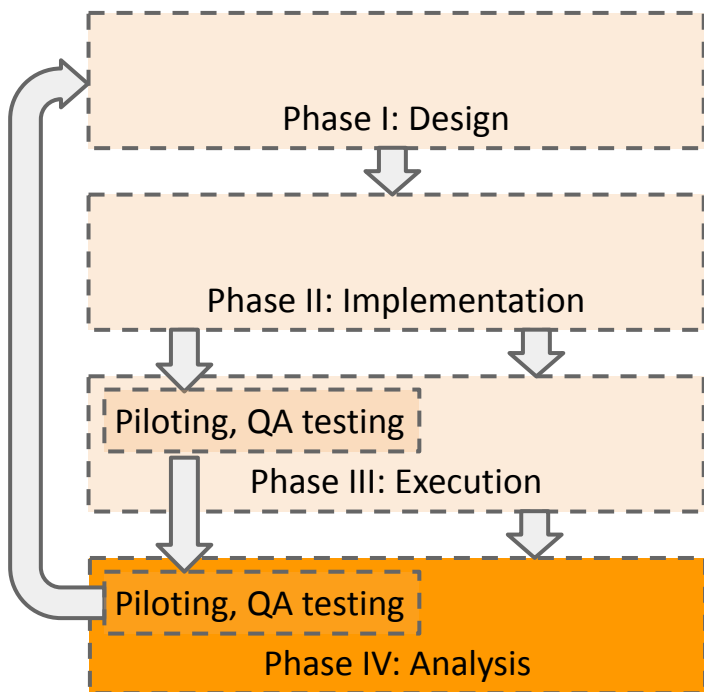 Phase I: Design
Phase II: Implementation
Piloting, QA testing
Phase III: Execution
Piloting, QA testing
Phase IV: Analysis